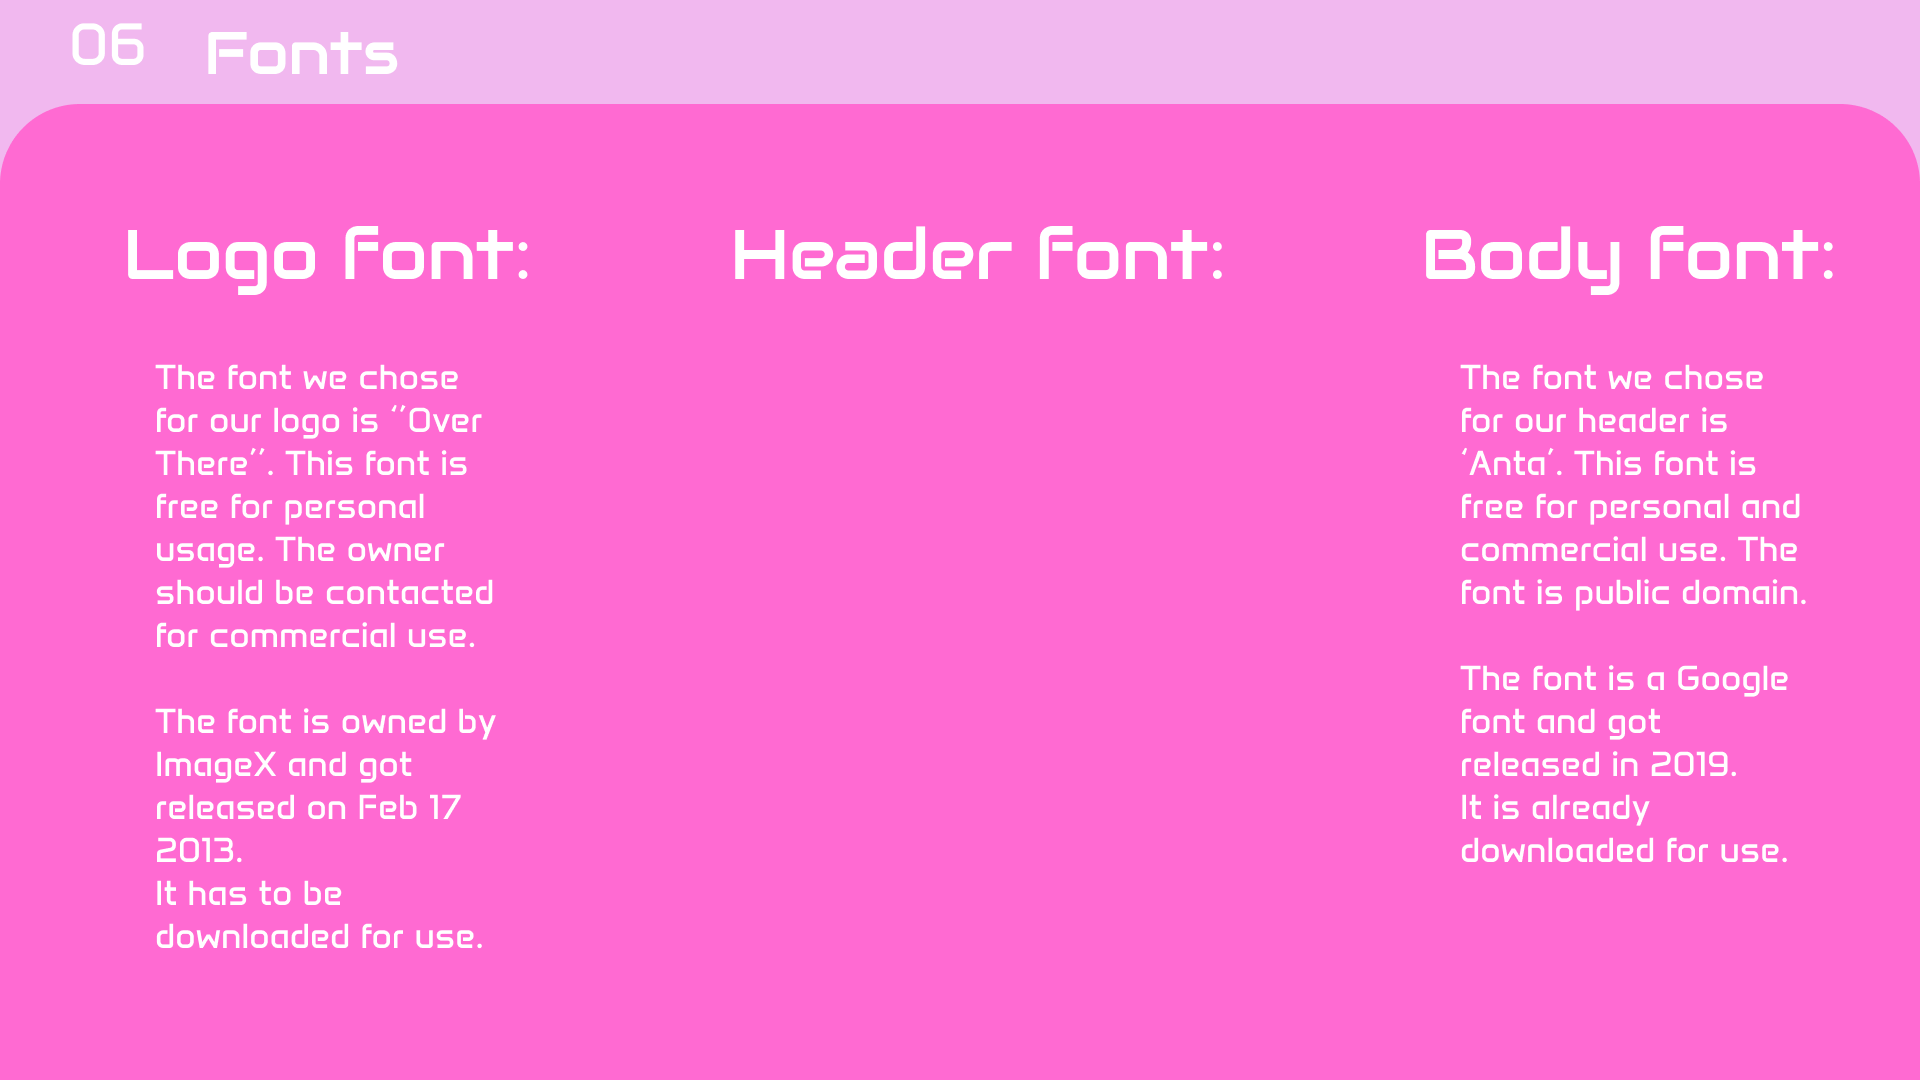 06 Fonts
Logo font:
The font we chose
for our logo is ‘’Over
There’’. This font is
free for personal
usage. The owner
should be contacted
for commercial use.
The font is owned by
ImageX and got
released on Feb 17
2013.
It has to be
downloaded for use.
Header font:
Body font:
The font we chose
for our header is
‘Anta’. This font is
free for personal and
commercial use. The
font is public domain.
The font is a Google
font and got
released in 2019.
It is already
downloaded for use.